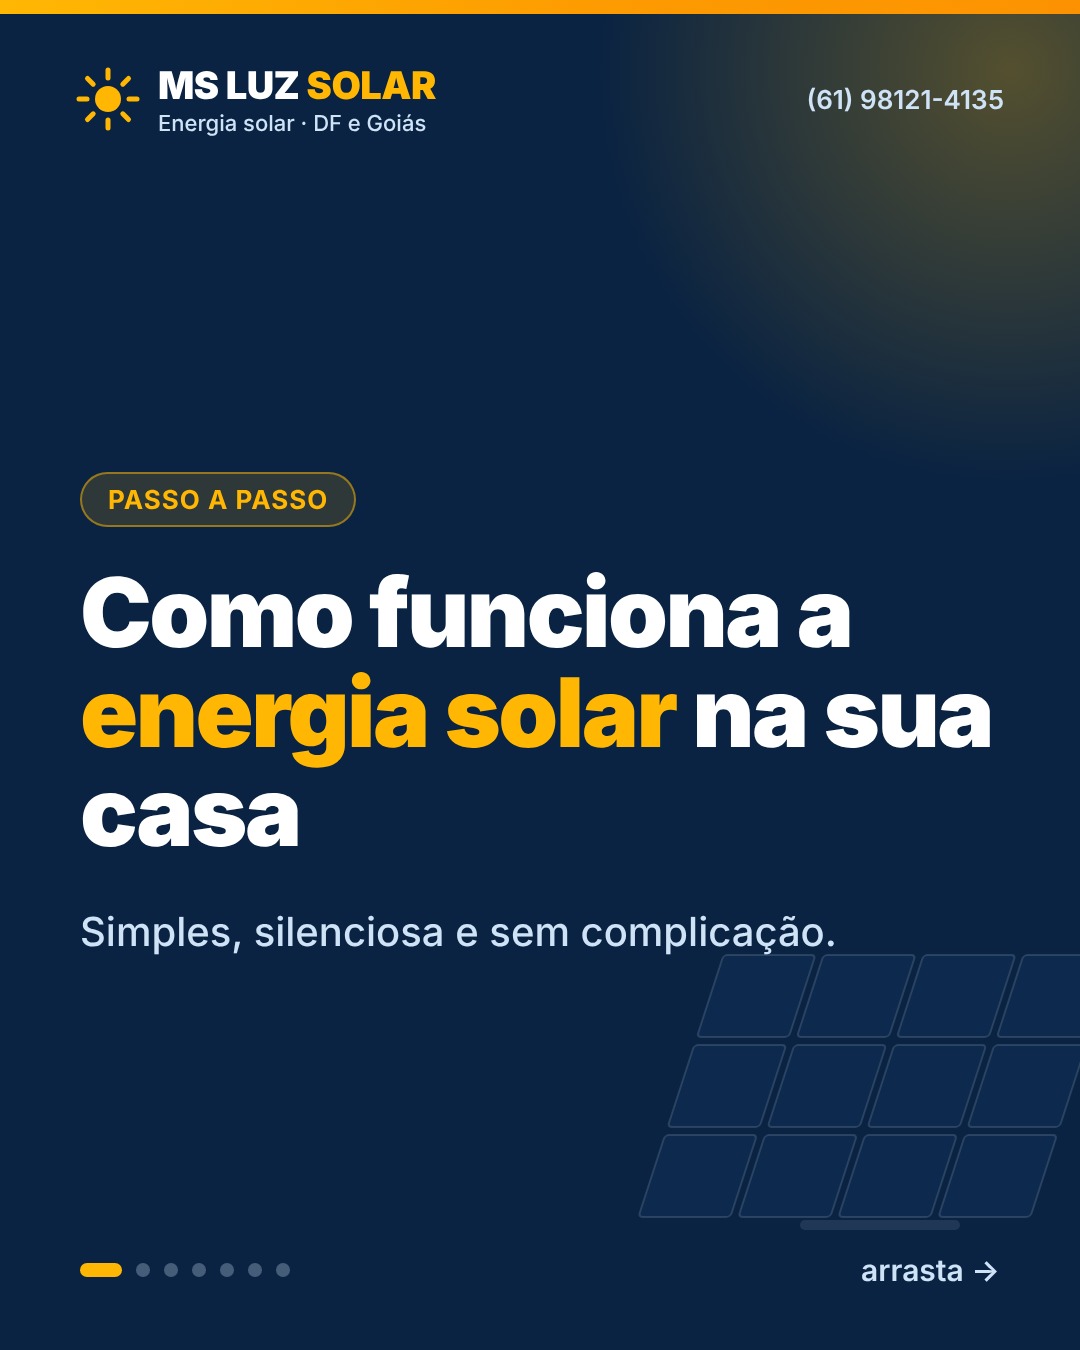 MS LUZ SOLAR
Energia solar · DF e Goiás
(61) 98121-4135
PASSO A PASSO
Como funciona a
energia solar na sua
casa
Simples, silenciosa e sem complicação.
arrasta →